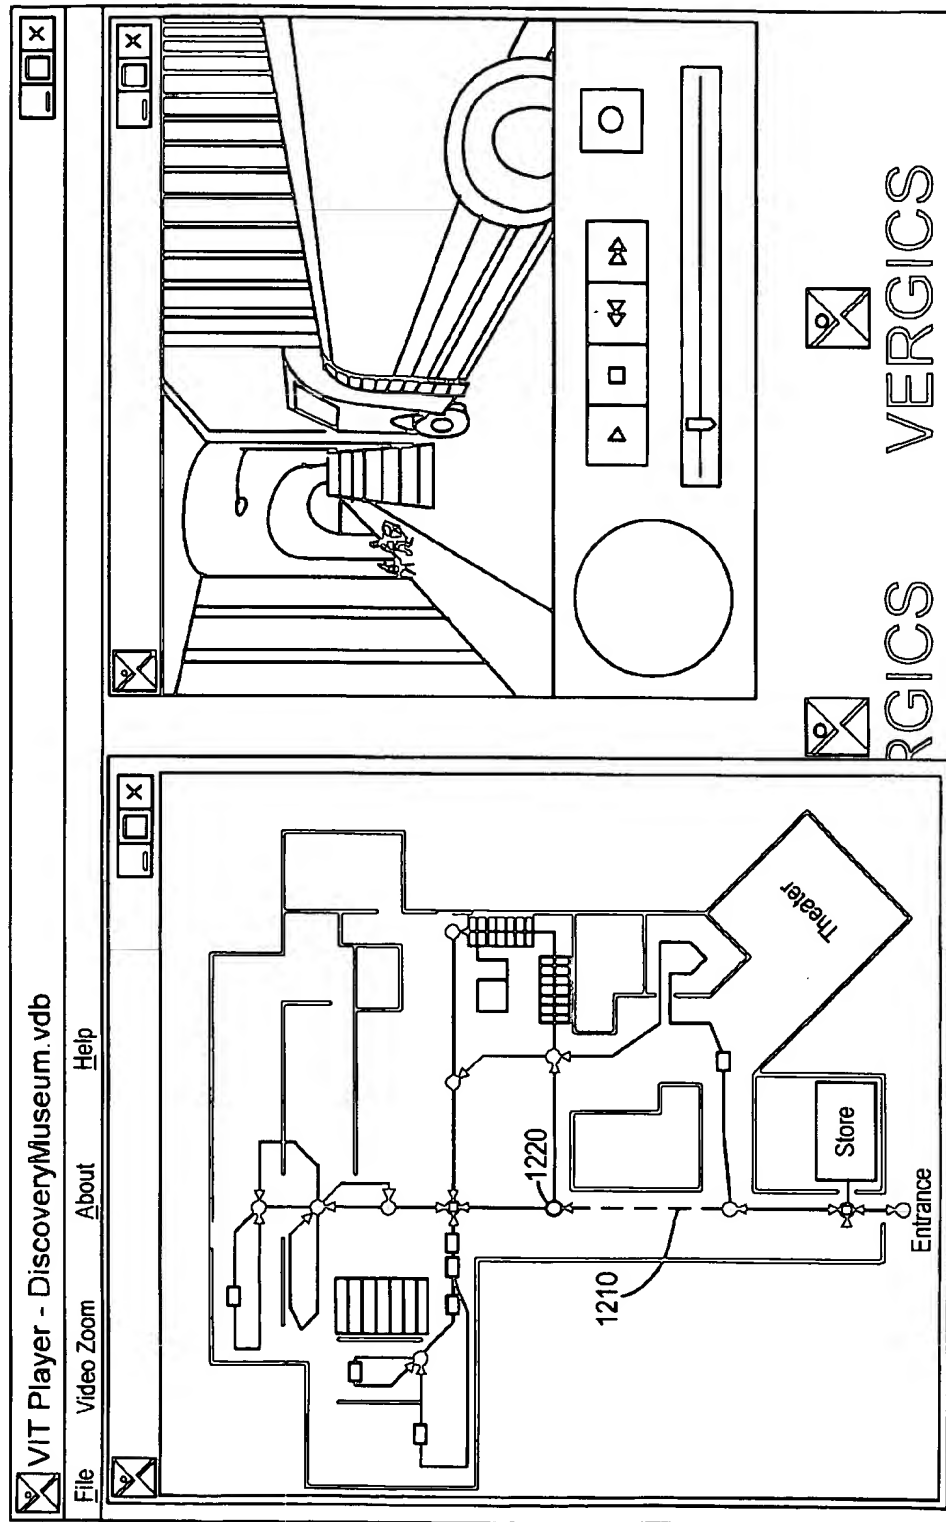 VIT Player - DiscoveryMuseum.vdb
File Video Zoom About Help
1220
1210
Theater
Store
Entrance
RGICS VERGICS